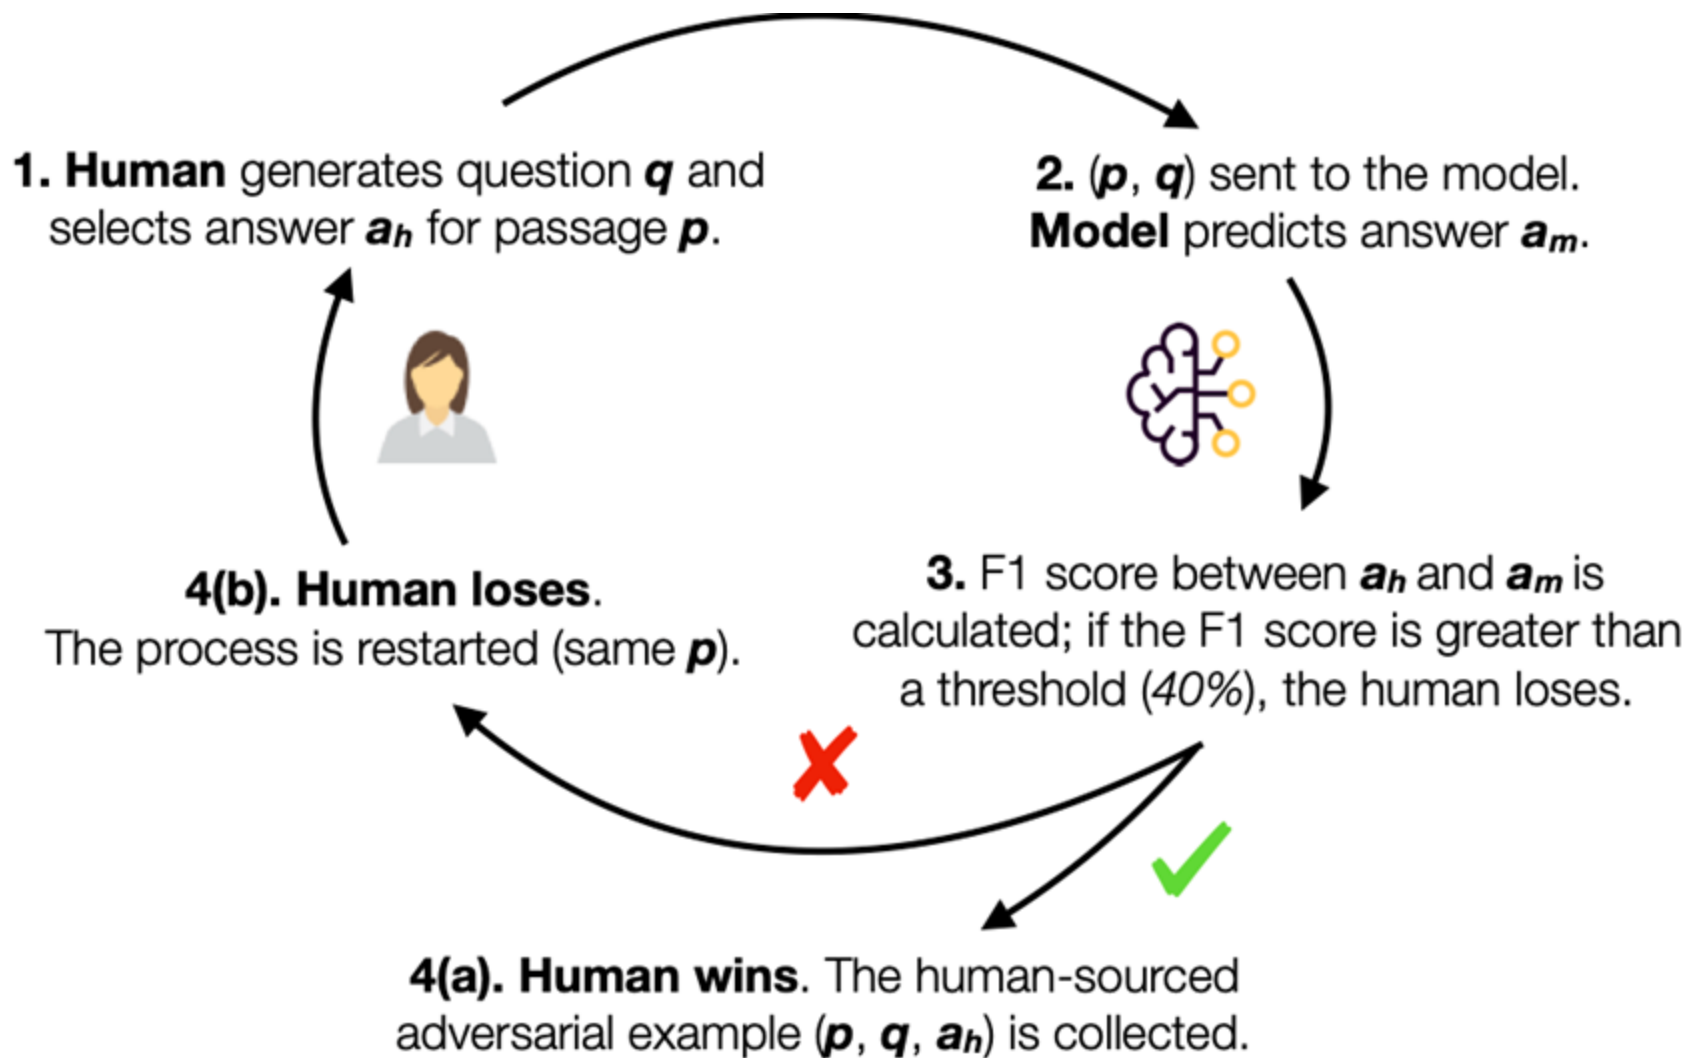 1. Human generates question q and
selects answer aₕ for passage p.
2. (p, q) sent to the model.
Model predicts answer aₘ.
3. F1 score between aₕ and aₘ is
calculated; if the F1 score is greater than
a threshold (40%), the human loses.
4(b). Human loses.
The process is restarted (same p).
4(a). Human wins. The human-sourced
adversarial example (p, q, aₕ) is collected.